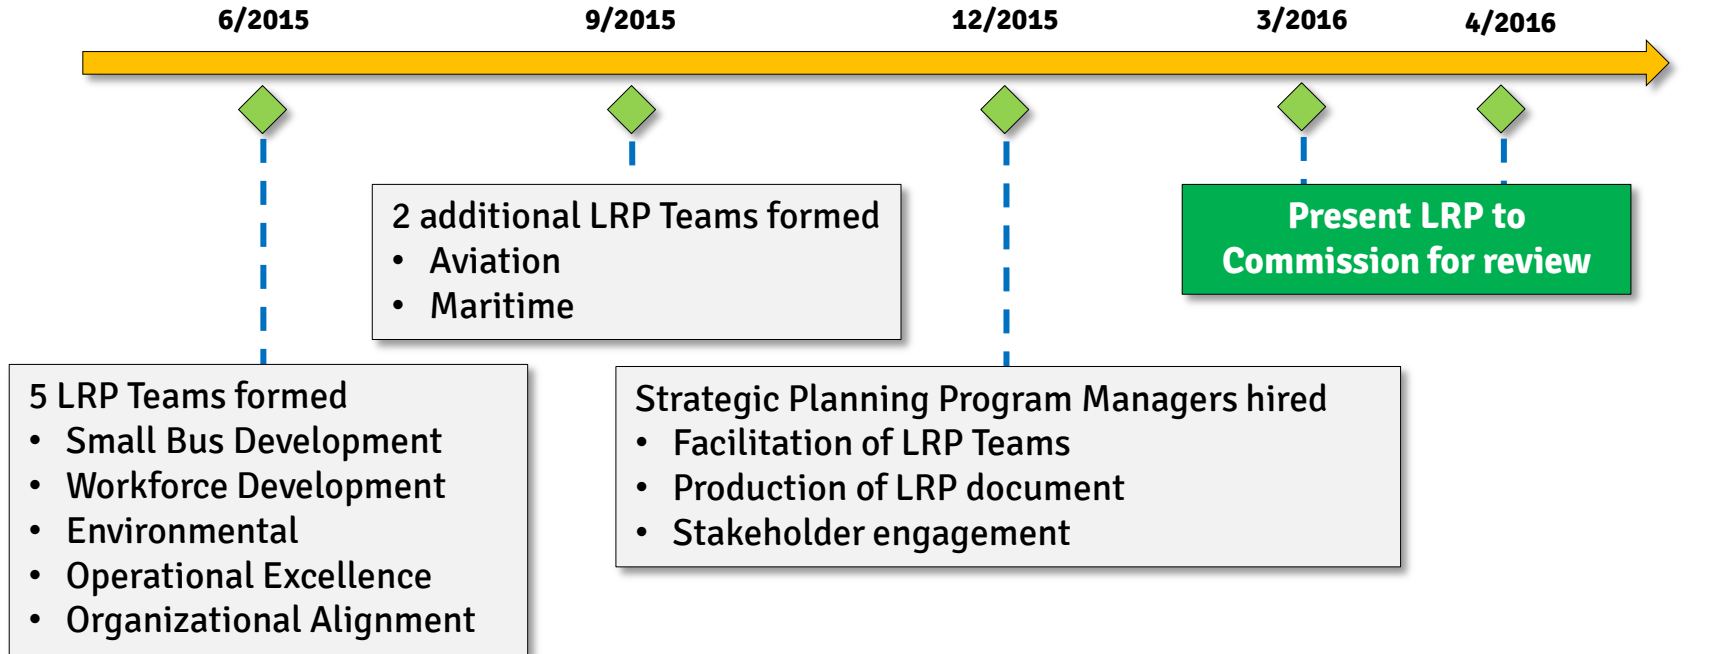 6/2015
9/2015
12/2015
3/2016
4/2016
2 additional LRP Teams formed
• Aviation
• Maritime
Present LRP to
Commission for review
5 LRP Teams formed
• Small Bus Development
• Workforce Development
• Environmental
• Operational Excellence
• Organizational Alignment
Strategic Planning Program Managers hired
• Facilitation of LRP Teams
• Production of LRP document
• Stakeholder engagement